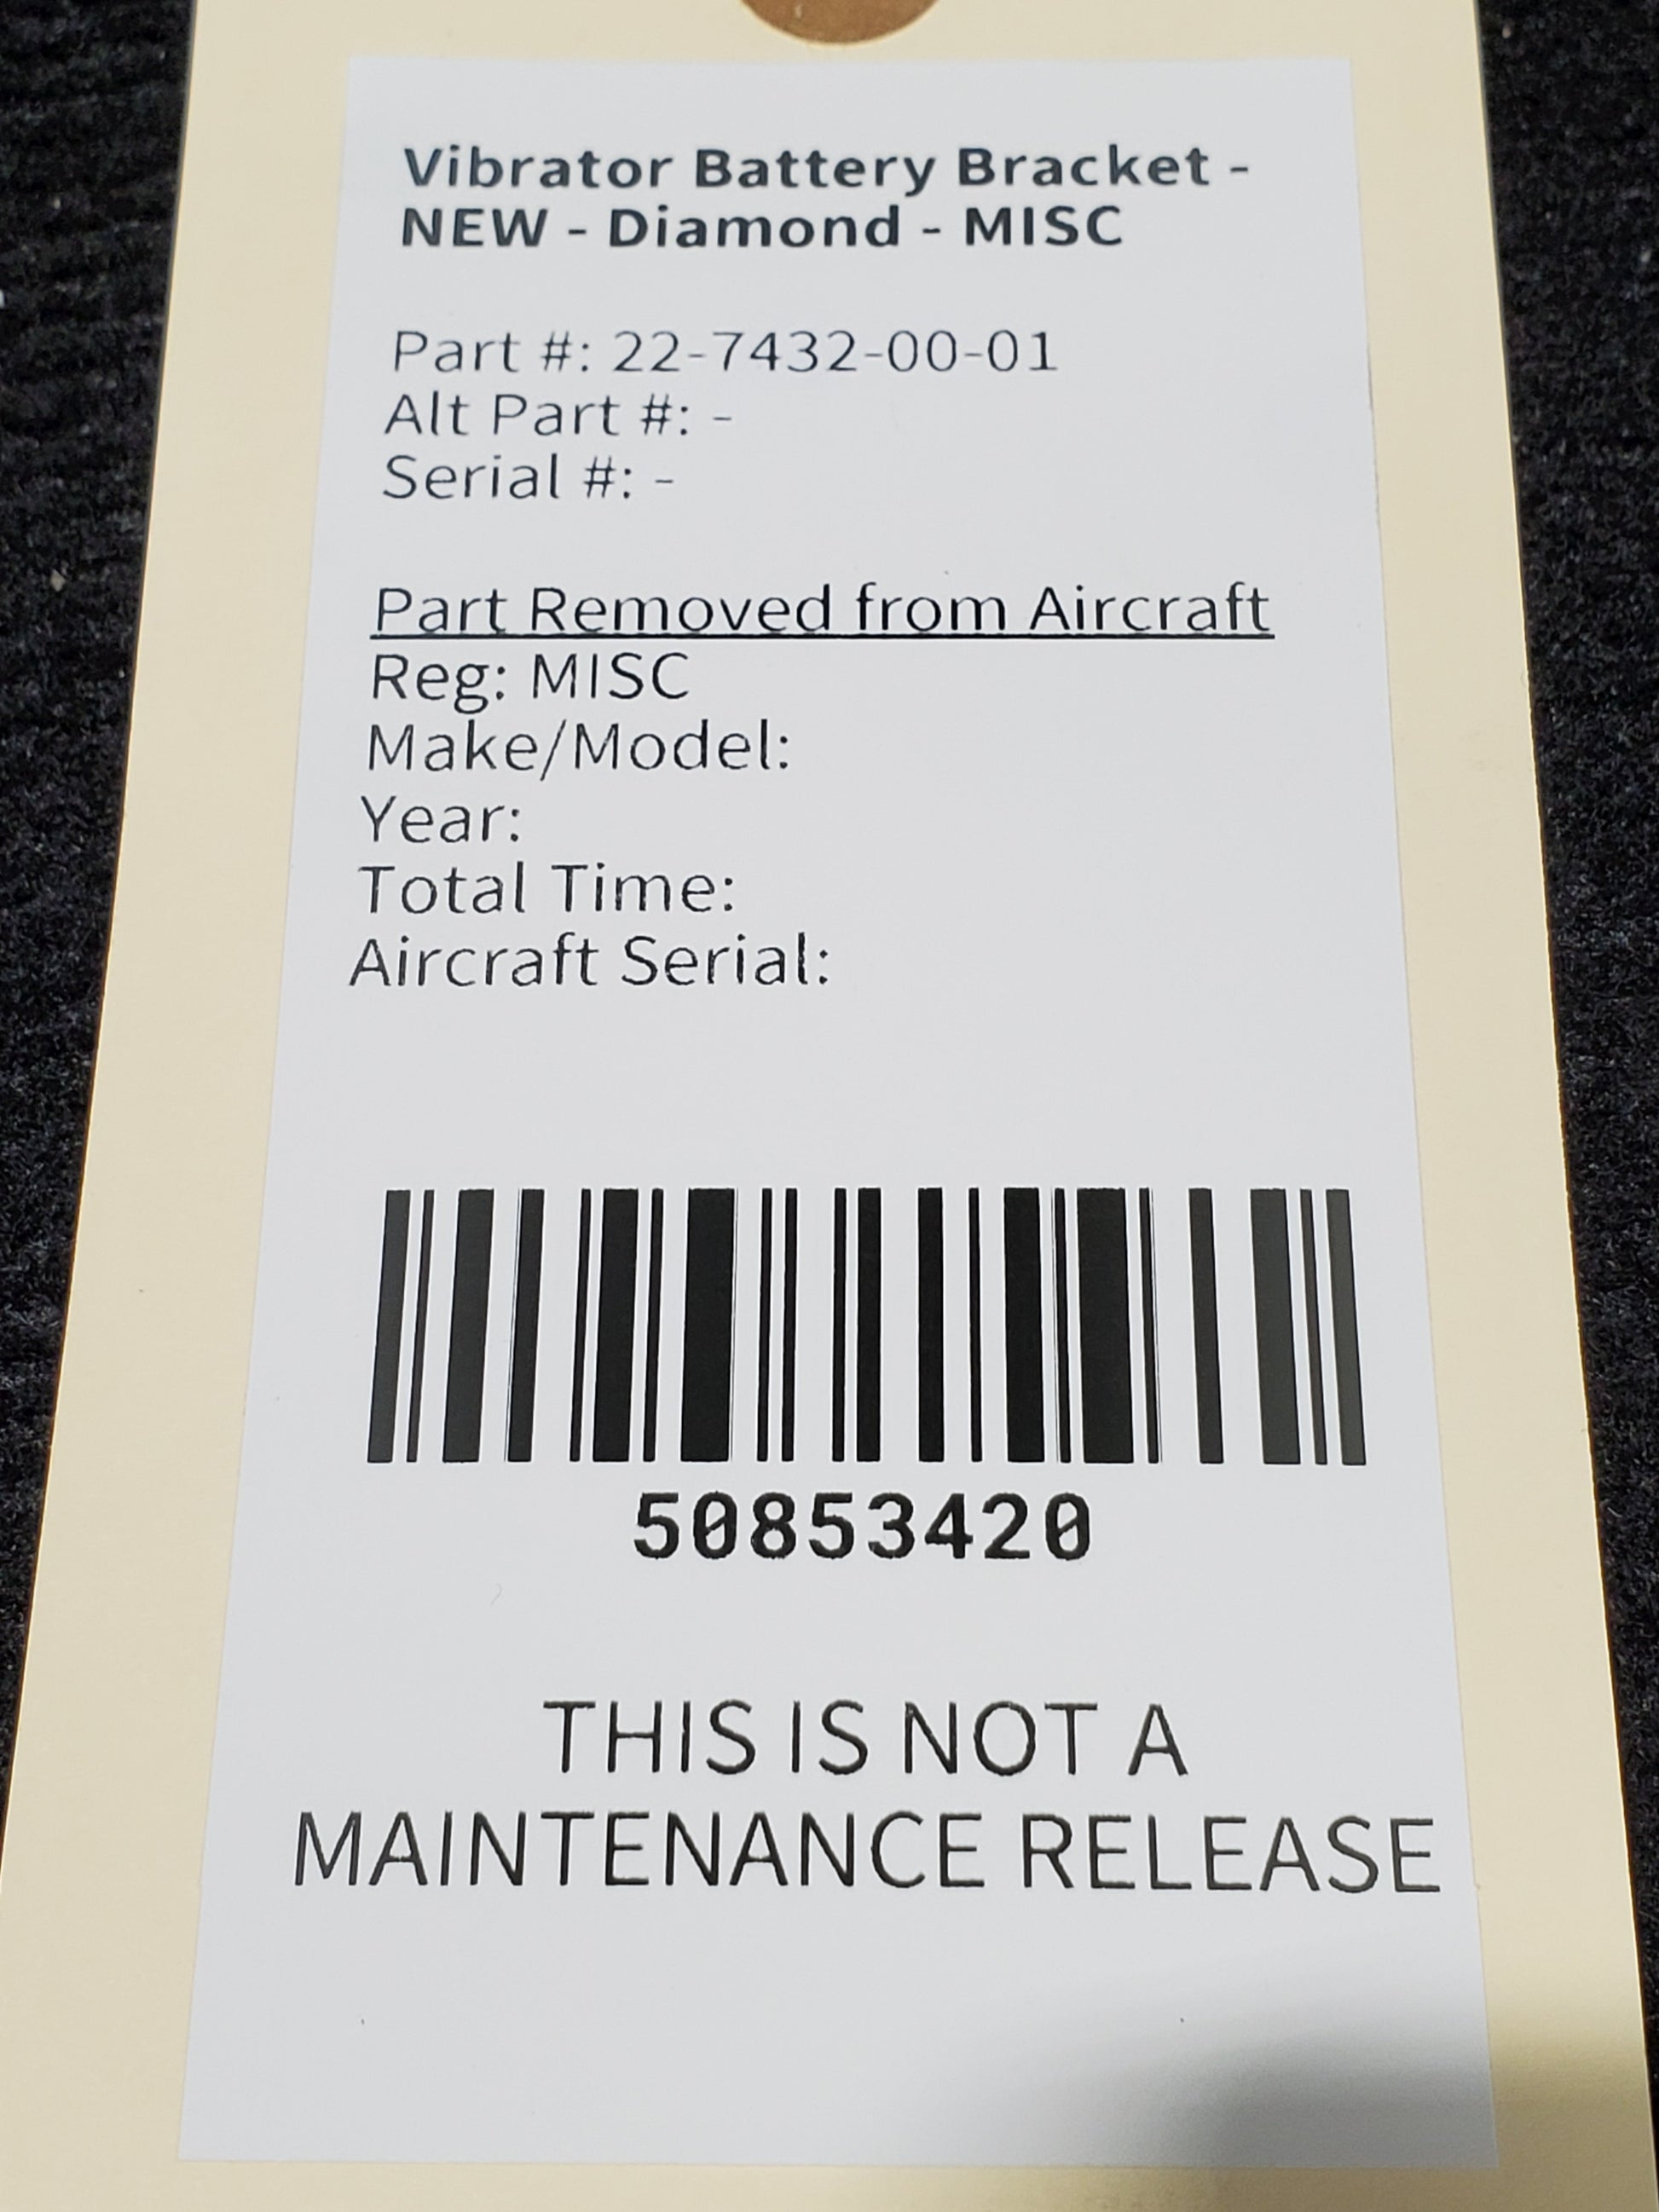 Vibrator Battery Bracket -
NEW - Diamond - MISC
Part #: 22-7432-00-01
Alt Part #: -
Serial #: -
Part Removed from Aircraft
Reg: MISC
Make/Model:
Year:
Total Time:
Aircraft Serial:
50853420
THIS IS NOT A
MAINTENANCE RELEASE